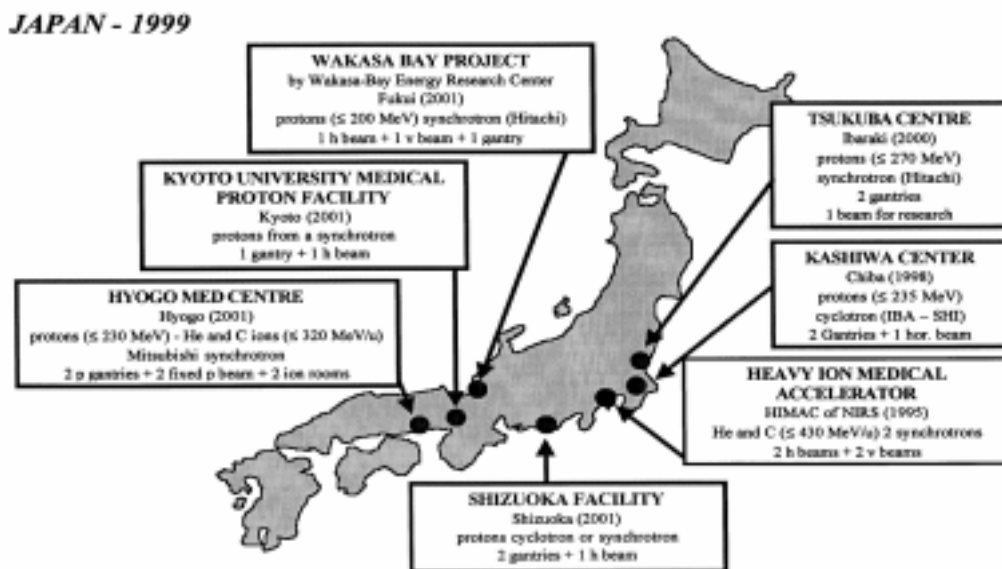 JAPAN - 1999
WAKASA BAY PROJECT
by Wakasa-Bay Energy Research Center
Fukui (2001)
protons (≤ 200 MeV) synchrotron (Hitachi)
1 h beam + 1 v beam + 1 gantry
KYOTO UNIVERSITY MEDICAL
PROTON FACILITY
Kyoto (2001)
protons from a synchrotron
1 gantry + 1 h beam
HYOGO MED CENTRE
Hyogo (2001)
protons (≤ 230 MeV) - He and C ions (≤ 320 MeV/u)
Mitsubishi synchrotron
2 p gantries + 2 fixed p beam + 2 ion rooms
TSUKUBA CENTRE
Ibaraki (2000)
protons (≤ 270 MeV)
synchrotron (Hitachi)
2 gantries
1 beam for research
KASHIWA CENTER
Chiba (1998)
protons (≤ 235 MeV)
cyclotron (IBA – SHI)
2 Gantries + 1 hor. beam
HEAVY ION MEDICAL
ACCELERATOR
HIMAC of NIRS (1995)
He and C (≤ 430 MeV/u) 2 synchrotrons
2 h beams + 2 v beams
SHIZUOKA FACILITY
Shizuoka (2001)
protons cyclotron or synchrotron
2 gantries + 1 h beam